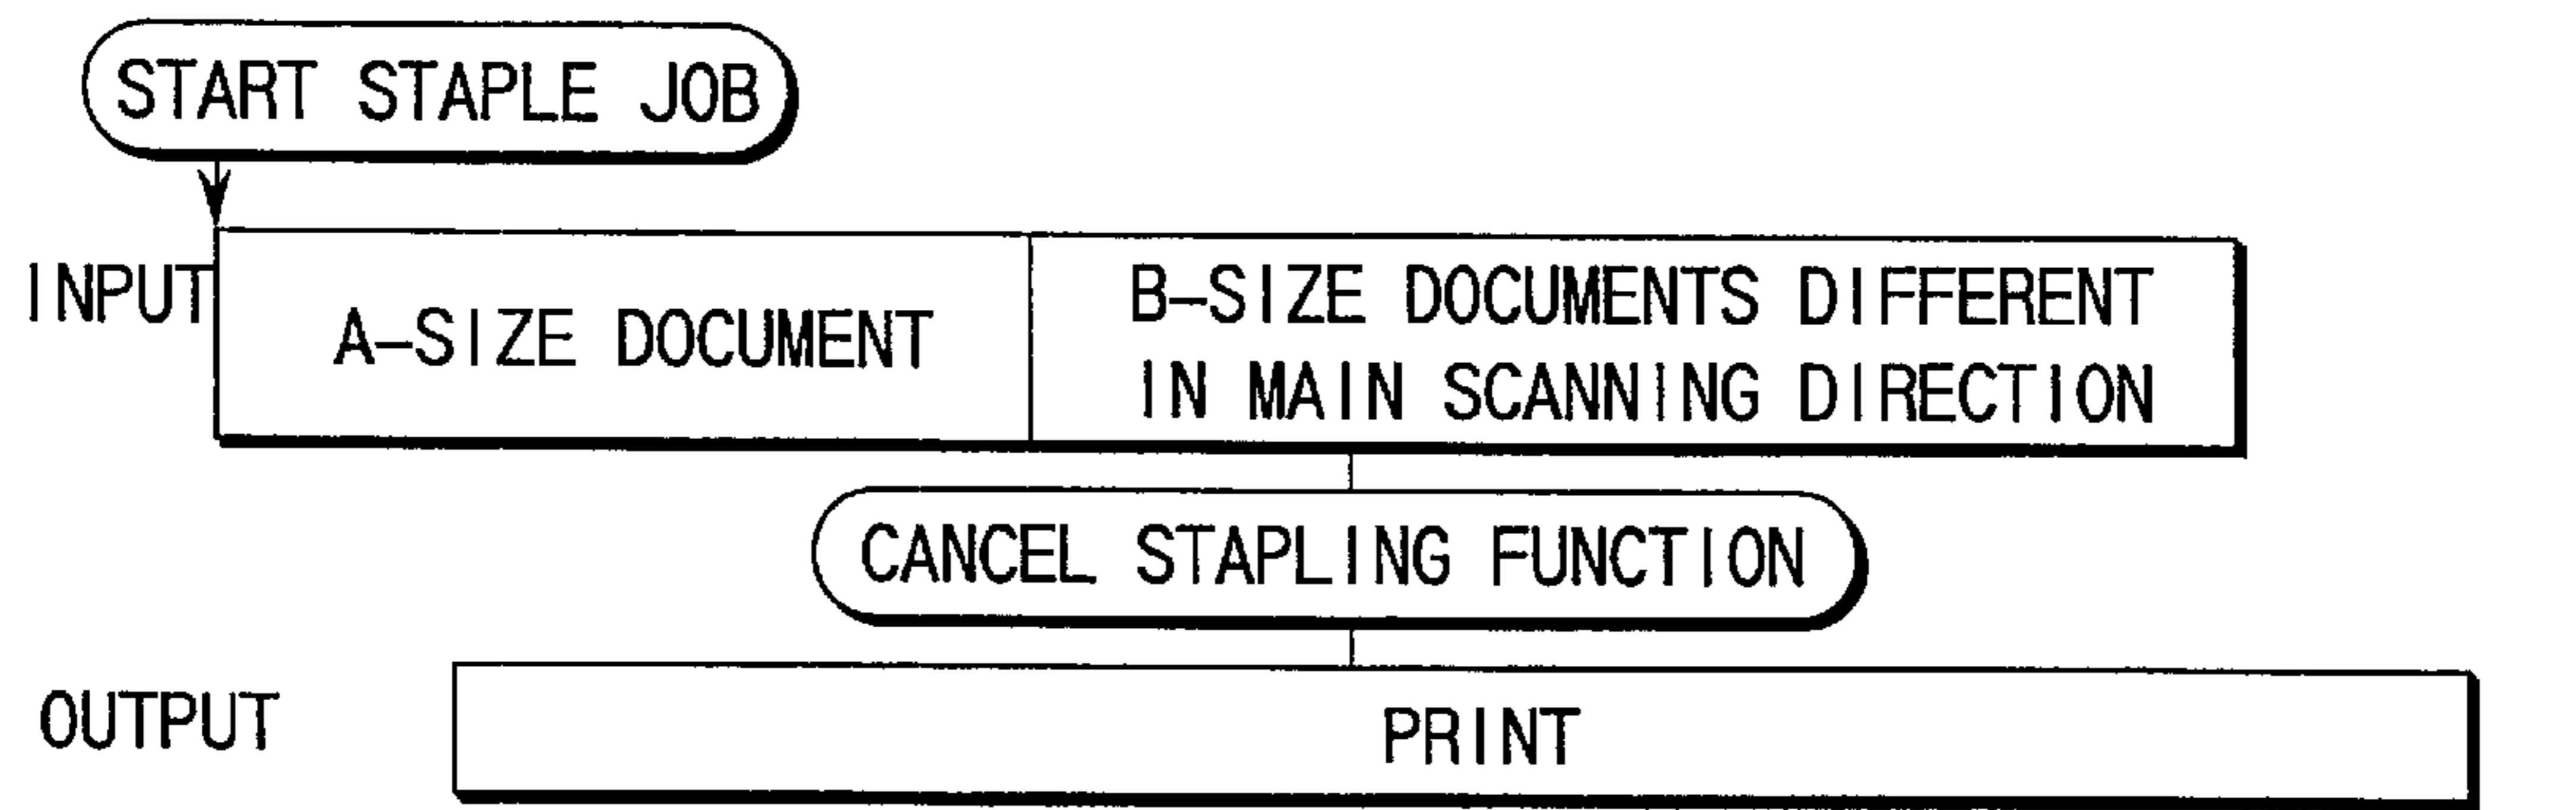 START STAPLE JOB
INPUT
A-SIZE DOCUMENT
B-SIZE DOCUMENTS DIFFERENT
IN MAIN SCANNING DIRECTION
CANCEL STAPLING FUNCTION
OUTPUT
PRINT